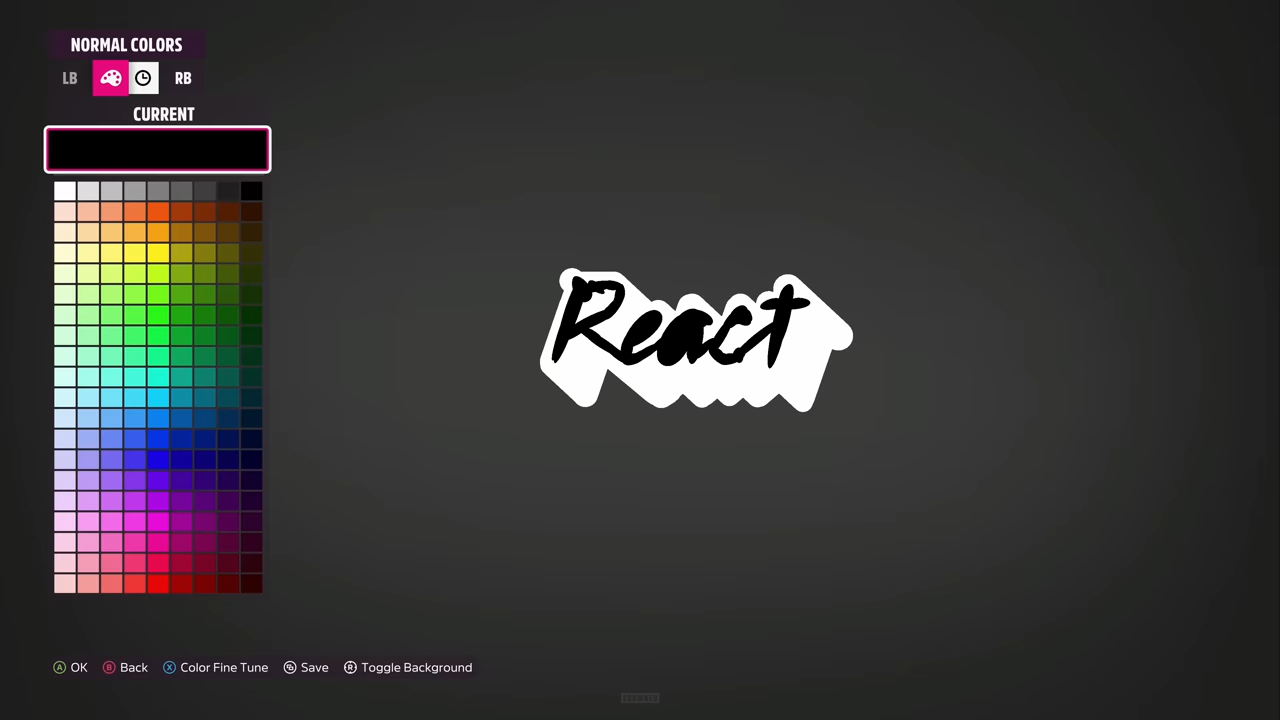 NORMAL COLORS
LB RB
CURRENT
React
A OK B Back X Color Fine Tune Save R Toggle Background